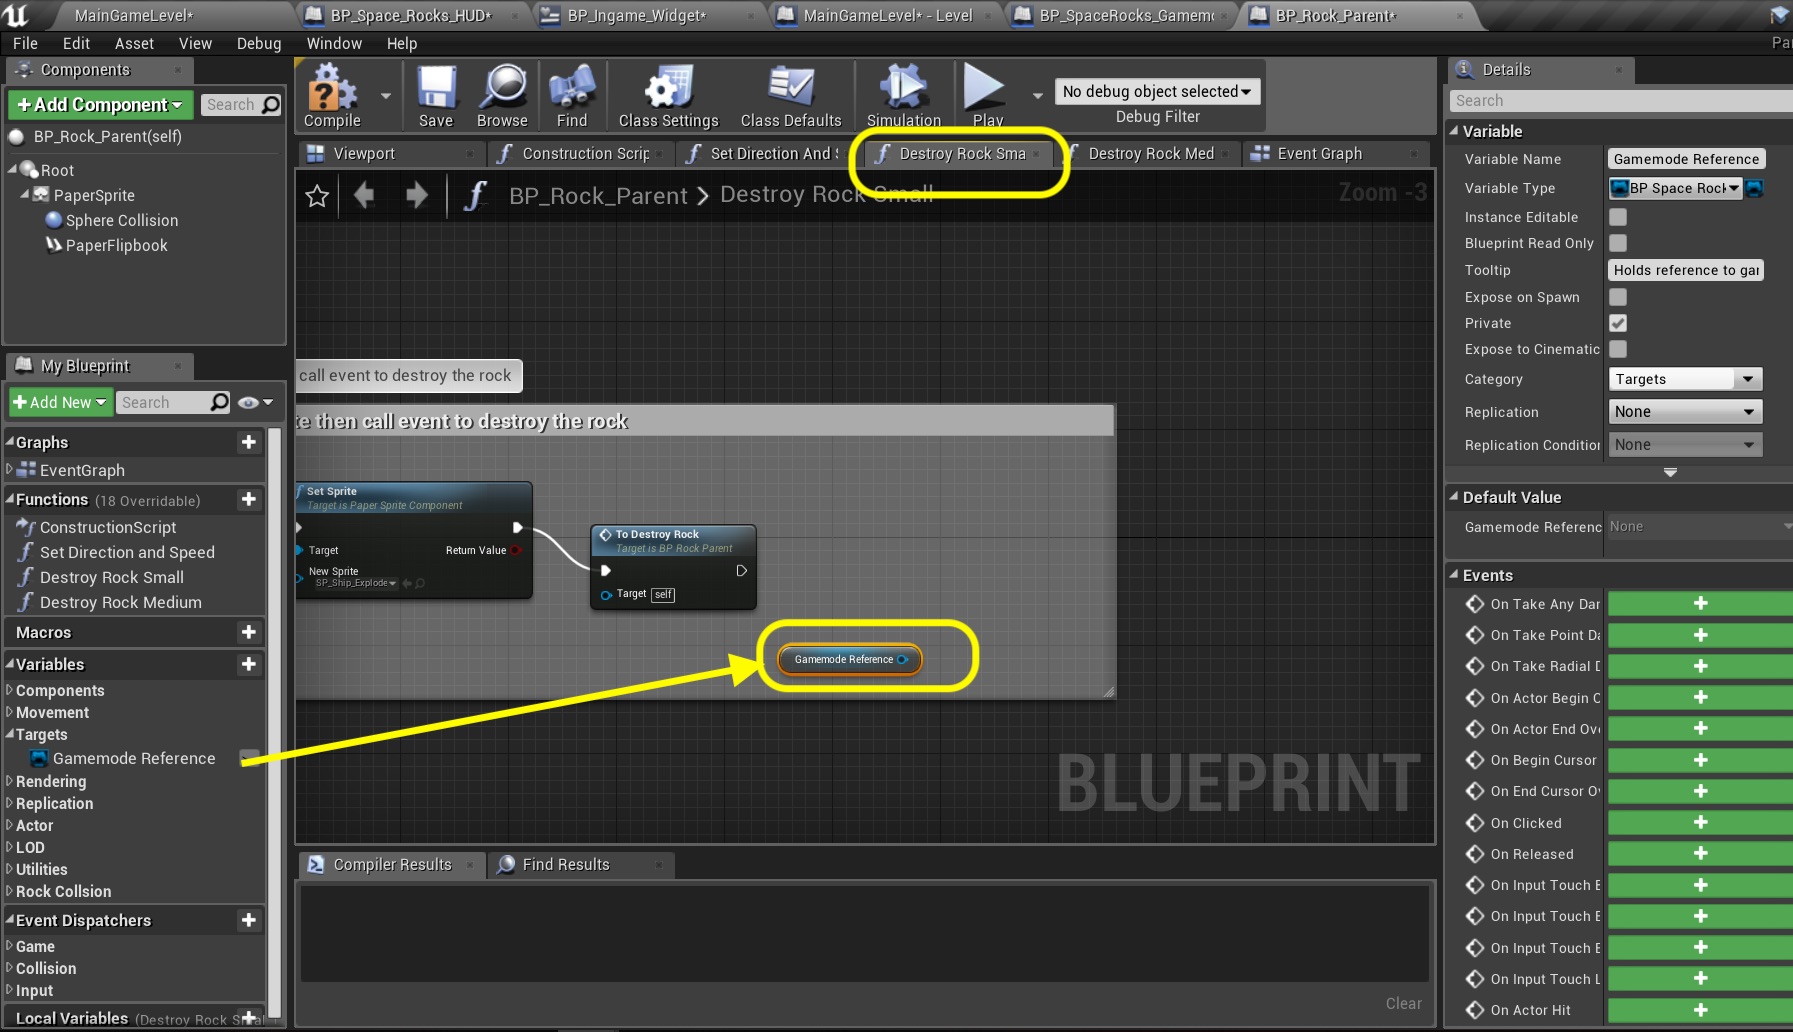 MainGameLevel*
BP_Space_Rocks_HUD*
BP_Ingame_Widget*
MainGameLevel* - Level
BP_SpaceRocks_Gamem
BP_Rock_Parent*
File Edit Asset View Debug Window Help
Components
+Add Component
Search
BP_Rock_Parent(self)
Root
PaperSprite
Sphere Collision
PaperFlipbook
My Blueprint
+Add New
Search
Graphs
EventGraph
Functions (18 Overridable)
ConstructionScript
Set Direction and Speed
Destroy Rock Small
Destroy Rock Medium
Macros
Variables
Components
Movement
Targets
Gamemode Reference
Rendering
Replication
Actor
LOD
Utilities
Rock Collsion
Event Dispatchers
Game
Collision
Input
Local Variables (Destroy Rock Small
Compile
Save
Browse
Find
Class Settings
Class Defaults
Simulation
Play
No debug object selected
Debug Filter
Viewport
Construction Scrip
Set Direction And S
Destroy Rock Sma
Destroy Rock Med
Event Graph
BP_Rock_Parent > Destroy Rock Small
Zoom -3
call event to destroy the rock
te then call event to destroy the rock
Set Sprite
Target is Paper Sprite Component
Target
Return Value
New Sprite
SP_Ship_Explode
To Destroy Rock
Target is BP Rock Parent
Target self
Gamemode Reference
BLUEPRINT
Compiler Results
Find Results
Clear
Details
Search
Variable
Variable Name Gamemode Reference
Variable Type BP Space Rock
Instance Editable
Blueprint Read Only
Tooltip Holds reference to gar
Expose on Spawn
Private
Expose to Cinematic
Category Targets
Replication None
Replication Condition None
Default Value
Gamemode Referenc None
Events
On Take Any Dar
On Take Point Da
On Take Radial D
On Actor Begin C
On Actor End Ov
On Begin Cursor
On End Cursor Ov
On Clicked
On Released
On Input Touch E
On Input Touch E
On Input Touch E
On Input Touch L
On Actor Hit